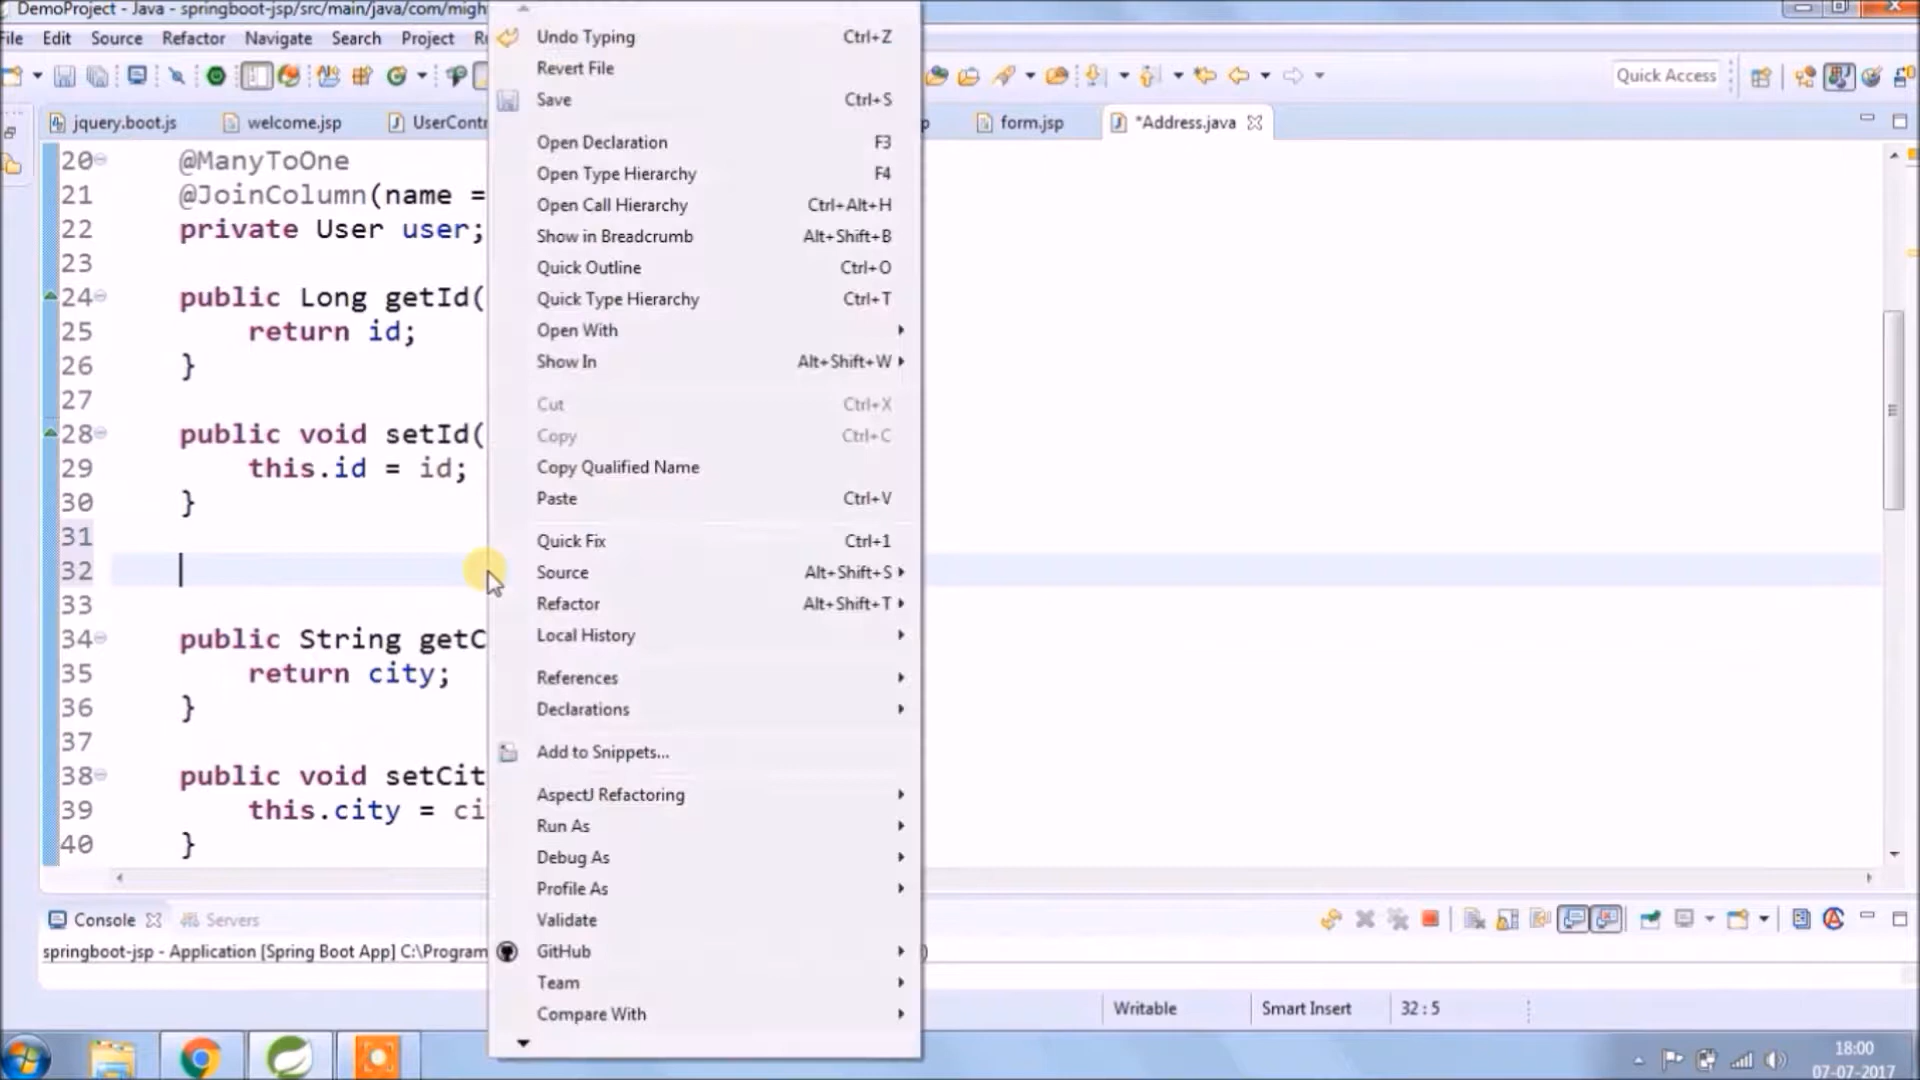 DemoProject - Java - springboot-jsp/src/main/java/com/migh
File Edit Source Refactor Navigate Search Project
Quick Access
jquery.boot.js welcome.jsp UserContr form.jsp *Address.java
20 @ManyToOne
21 @JoinColumn(name =
22 private User user;
23
24 public Long getId(
25 return id;
26 }
27
28 public void setId(
29 this.id = id;
30 }
31
32
33
34 public String getC
35 return city;
36 }
37
38 public void setCit
39 this.city = ci
40 }
Undo Typing Ctrl+Z
Revert File
Save Ctrl+S
Open Declaration F3
Open Type Hierarchy F4
Open Call Hierarchy Ctrl+Alt+H
Show in Breadcrumb Alt+Shift+B
Quick Outline Ctrl+O
Quick Type Hierarchy Ctrl+T
Open With
Show In Alt+Shift+W
Cut Ctrl+X
Copy Ctrl+C
Copy Qualified Name
Paste Ctrl+V
Quick Fix Ctrl+1
Source Alt+Shift+S
Refactor Alt+Shift+T
Local History
References
Declarations
Add to Snippets...
AspectJ Refactoring
Run As
Debug As
Profile As
Validate
GitHub
Team
Compare With
Console Servers
springboot-jsp - Application [Spring Boot App] C:\Program
Writable Smart Insert 32 : 5
18:00
07-07-2017